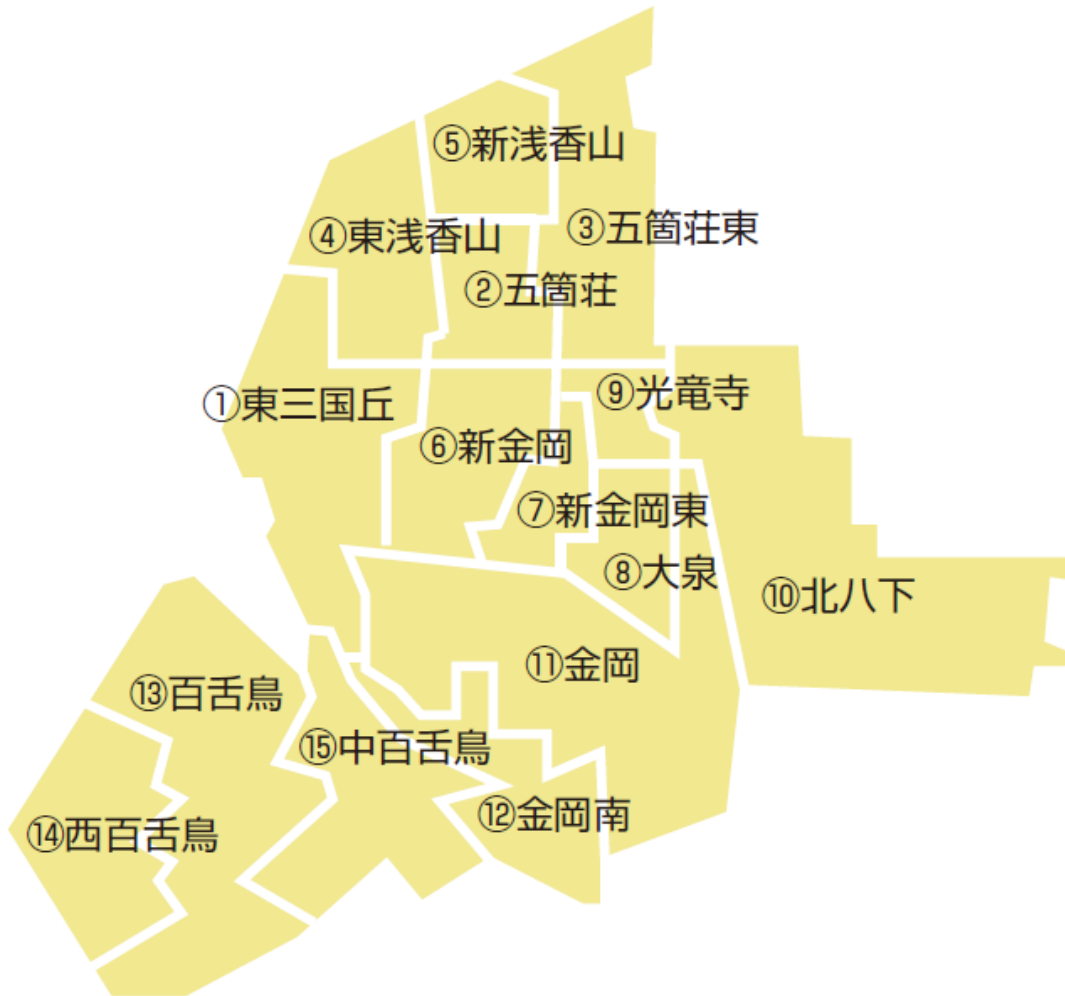 ⑤新浅香山
④東浅香山
③五箇荘東
②五箇荘
①東三国丘
⑨光竜寺
⑥新金岡
⑦新金岡東
⑧大泉
⑩北八下
⑪金岡
⑬百舌鳥
⑮中百舌鳥
⑫金岡南
⑭西百舌鳥